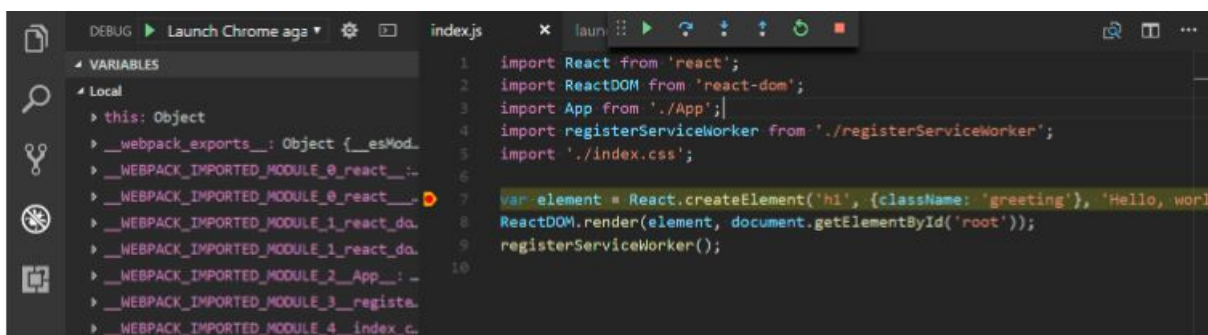 DEBUG Launch Chrome aga
VARIABLES
Local
this: Object
__webpack_exports__: Object {__esMod…
__WEBPACK_IMPORTED_MODULE_0_react__:…
__WEBPACK_IMPORTED_MODULE_0_react___…
__WEBPACK_IMPORTED_MODULE_1_react_do…
__WEBPACK_IMPORTED_MODULE_1_react_do…
__WEBPACK_IMPORTED_MODULE_2__App__: …
__WEBPACK_IMPORTED_MODULE_3__registe…
__WEBPACK_IMPORTED_MODULE_4__index_c…
index.js laun
1 import React from 'react';
2 import ReactDOM from 'react-dom';
3 import App from './App';
4 import registerServiceWorker from './registerServiceWorker';
5 import './index.css';
6
7 var element = React.createElement('h1', {className: 'greeting'}, 'Hello, worl
8 ReactDOM.render(element, document.getElementById('root'));
9 registerServiceWorker();
10